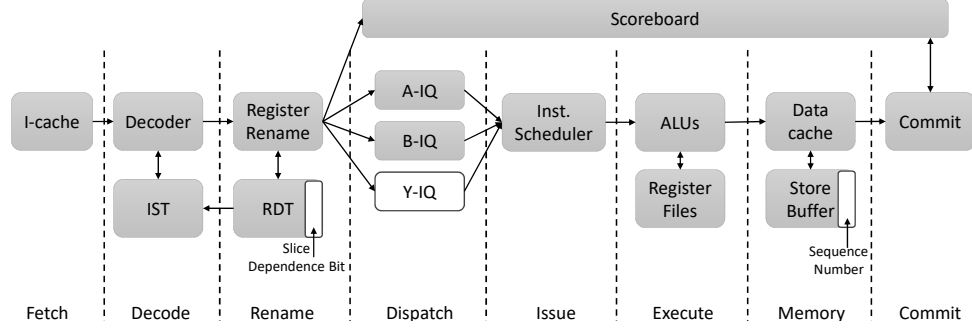 Scoreboard
I-cache
Decoder
Register
Rename
A-IQ
B-IQ
Y-IQ
Inst.
Scheduler
ALUs
Data
cache
Commit
IST
RDT
Register
Files
Store
Buffer
Slice
Dependence Bit
Sequence
Number
Fetch
Decode
Rename
Dispatch
Issue
Execute
Memory
Commit